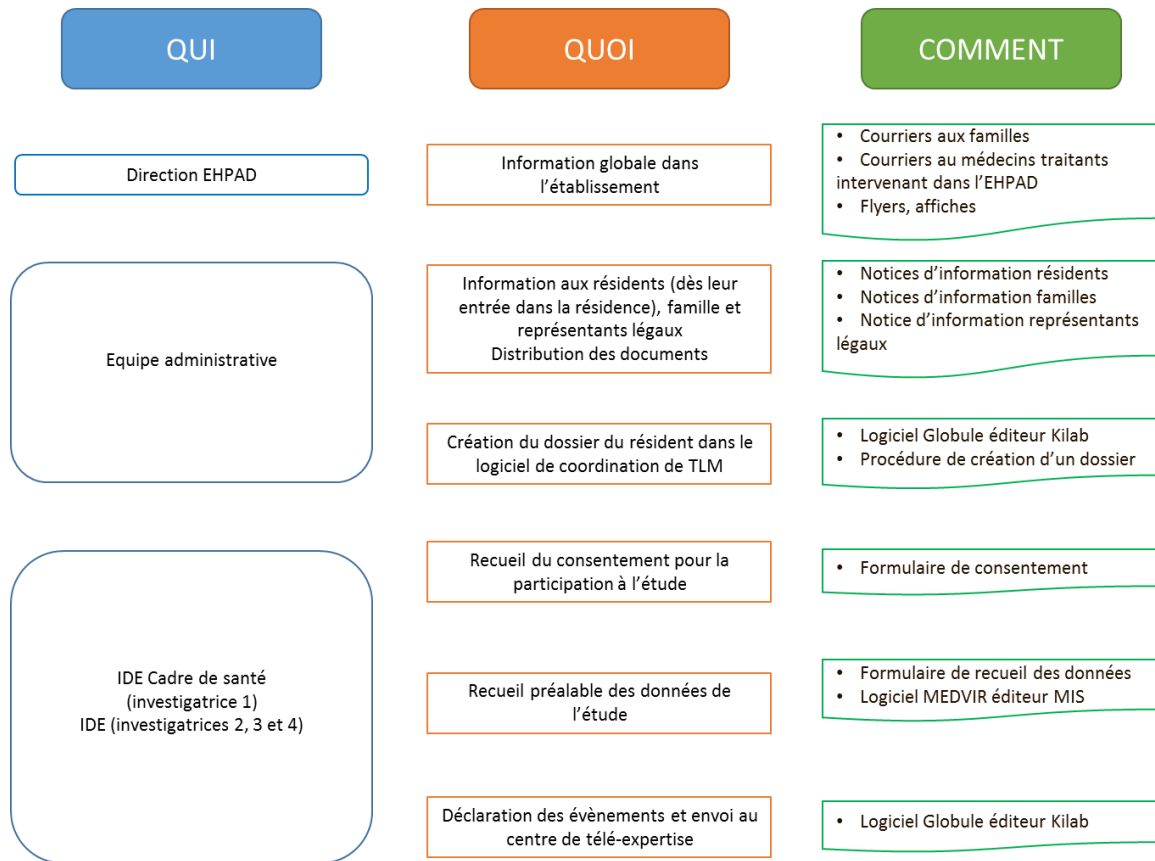 QUI
QUOI
COMMENT
Direction EHPAD
Information globale dans
l’établissement
• Courriers aux familles
• Courriers au médecins traitants
intervenant dans l’EHPAD
• Flyers, affiches
Equipe administrative
Information aux résidents (dès leur
entrée dans la résidence), famille et
représentants légaux
Distribution des documents
• Notices d’information résidents
• Notices d’information familles
• Notice d’information représentants
légaux
Création du dossier du résident dans le
logiciel de coordination de TLM
• Logiciel Globule éditeur Kilab
• Procédure de création d’un dossier
IDE Cadre de santé
(investigatrice 1)
IDE (investigatrices 2, 3 et 4)
Recueil du consentement pour la
participation à l’étude
• Formulaire de consentement
Recueil préalable des données de
l’étude
• Formulaire de recueil des données
• Logiciel MEDVIR éditeur MIS
Déclaration des évènements et envoi au
centre de télé-expertise
• Logiciel Globule éditeur Kilab